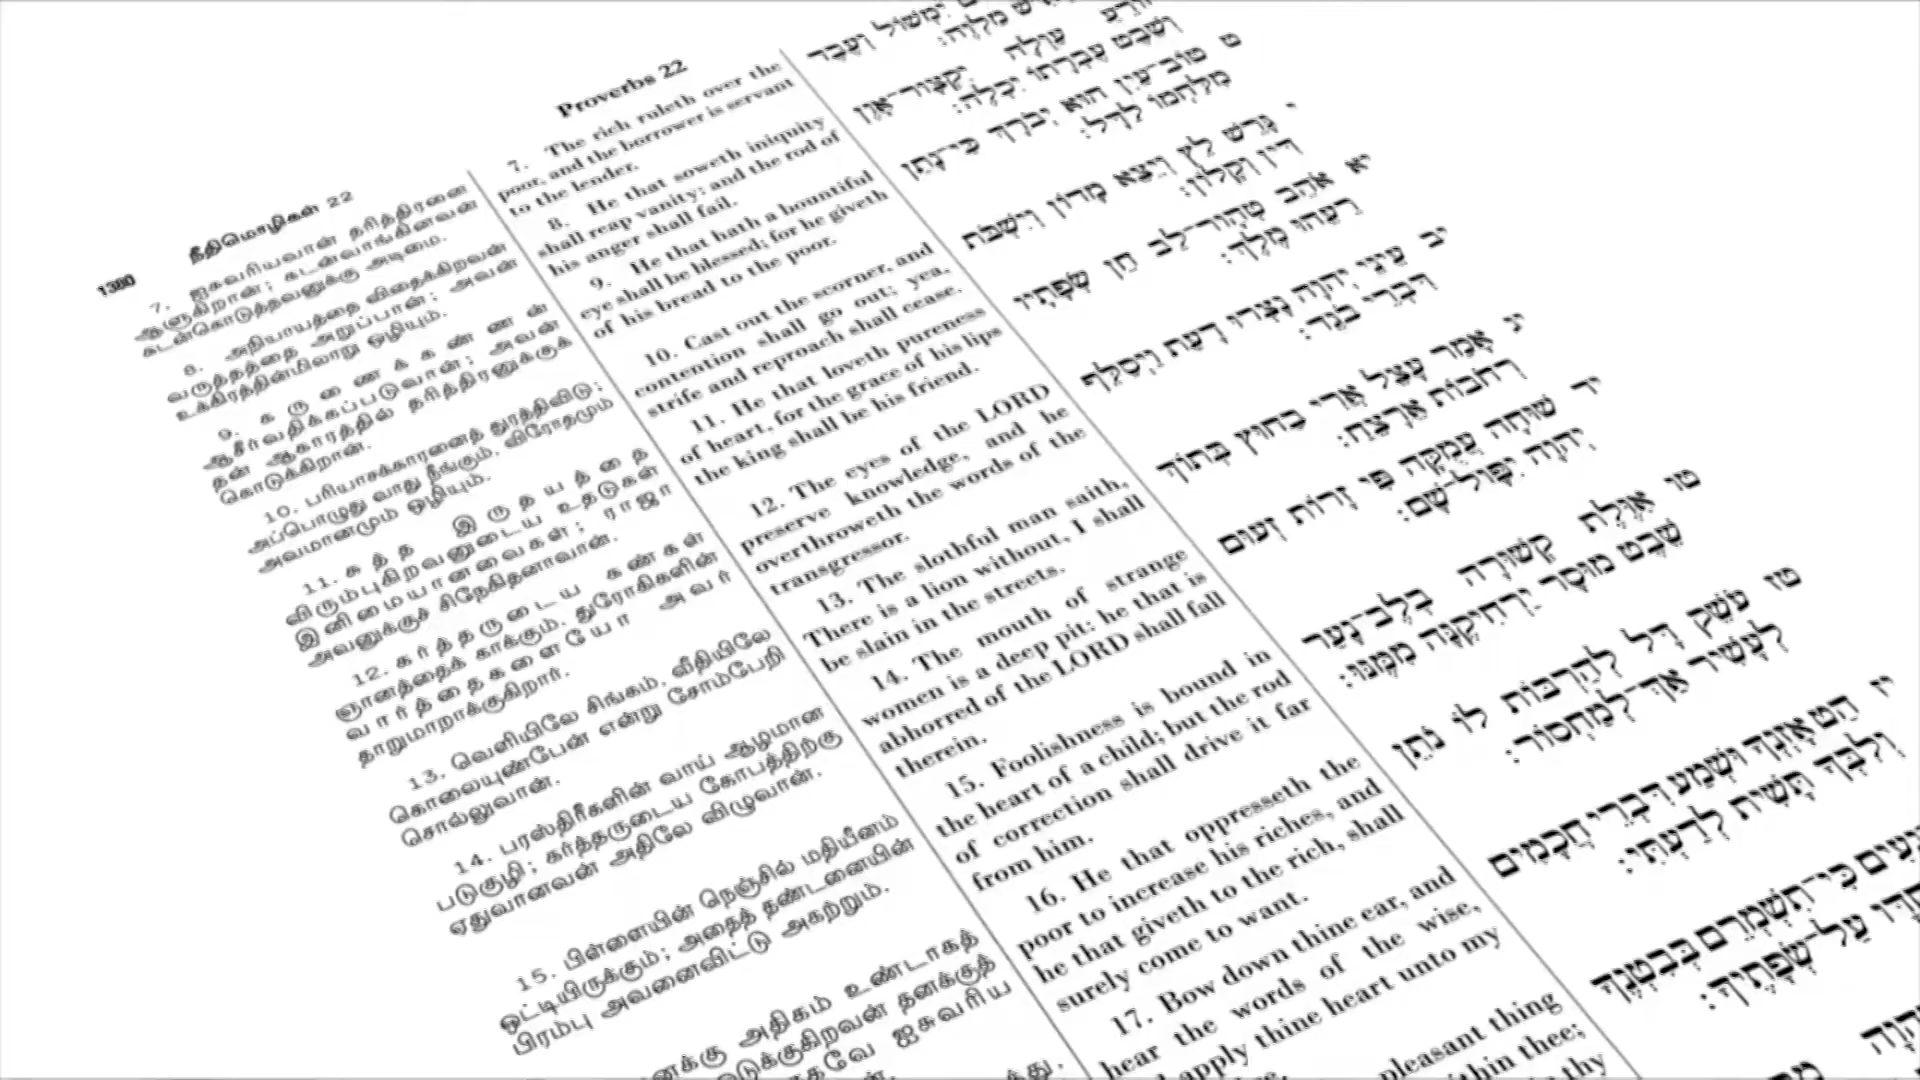 1380
நீதிமொழிகள் 22
7. ஐசுவரியவான் தரித்திரனை
ஆளுகிறான்; கடன்வாங்கினவன்
கடன்கொடுத்தவனுக்கு அடிமை.
8. அநியாயத்தை விதைக்கிறவன்
வருத்தத்தை அறுப்பான்; அவன்
உக்கிரத்தின்மிலாறு ஒழியும்.
9. க ரு ணை க் க ண் ண ன்
ஆசீர்வதிக்கப்படுவான்; அவன்
தன் ஆகாரத்தில் தரித்திரனுக்குக்
கொடுக்கிறான்.
10. பரியாசக்காரனைத் துரத்திவிடு;
அப்பொழுது வாது நீங்கும், விரோதமும்
அவமானமும் ஒழியும்.
11. சு த் த இ ரு த ய த் தை
விரும்புகிறவனுடைய உதடுகள்
இனிமையானவைகள்; ராஜா
அவனுக்குச் சிநேகிதனாவான்.
12. கர்த்தருடைய கண்கள்
ஞானத்தைக் காக்கும், துரோகிகளின்
வார்த்தைகளையோ அவர்
தாறுமாறாக்குகிறார்.
13. வெளியிலே சிங்கம், வீதியிலே
கொலையுண்பேன் என்று சோம்பேறி
சொல்லுவான்.
14. பரஸ்திரீகளின் வாய் ஆழமான
படுகுழி; கர்த்தருடைய கோபத்திற்கு
ஏதுவானவன் அதிலே விழுவான்.
15. பிள்ளையின் நெஞ்சில் மதியீனம்
ஒட்டியிருக்கும்; அதைத் தண்டனையின்
பிரம்பு அவனைவிட்டு அகற்றும்.
அதிகம் உண்டாகத்
தனக்குத்
ஐசுவரிய
Proverbs 22
7. The rich ruleth over the
poor, and the borrower is servant
to the lender.
8. He that soweth iniquity
shall reap vanity: and the rod of
his anger shall fail.
9. He that hath a bountiful
eye shall be blessed; for he giveth
of his bread to the poor.
10. Cast out the scorner, and
contention shall go out; yea,
strife and reproach shall cease.
11. He that loveth pureness
of heart, for the grace of his lips
the king shall be his friend.
12. The eyes of the LORD
preserve knowledge, and he
overthroweth the words of the
transgressor.
13. The slothful man saith,
There is a lion without, I shall
be slain in the streets.
14. The mouth of strange
women is a deep pit: he that is
abhorred of the LORD shall fall
therein.
15. Foolishness is bound in
the heart of a child; but the rod
of correction shall drive it far
from him.
16. He that oppresseth the
poor to increase his riches, and
he that giveth to the rich, shall
surely come to want.
17. Bow down thine ear, and
hear the words of the wise,
apply thine heart unto my
pleasant thing
thee;
thy
יִמְשׁוֹל וְעֶבֶד
מַלְוֶה:
עַוְלָה יִקְצָור־אָוֶן
וְשֵׁבֶט עֶבְרָתוֹ יִכְלֶה:
ט טוֹב־עַיִן הוּא יְבֹרָךְ כִּי־נָתַן
מִלַּחְמוֹ לַדָּל:
י גָּרֵשׁ לֵץ וְיֵצֵא מָדוֹן וְיִשְׁבֹּת
דִּין וְקָלוֹן:
יא אֹהֵב טְהָור־לֵב חֵן שְׂפָתָיו
רֵעֵהוּ מֶלֶךְ:
יב עֵינֵי יְהוָה נָצְרוּ דָעַת וַיְסַלֵּף
דִּבְרֵי בֹגֵד:
יג אָמַר עָצֵל אֲרִי בַחוּץ בְּתוֹךְ
רְחֹבוֹת אֵרָצֵחַ:
יד שׁוּחָה עֲמֻקָּה פִּי זָרוֹת זְעוּם
יְהוָה יִפָּול־שָׁם:
טו אִוֶּלֶת קְשׁוּרָה בְלֶב־נָעַר
שֵׁבֶט מוּסָר יַרְחִיקֶנָּה מִמֶּנּוּ:
טז עֹשֵׁק דָּל לְהַרְבּוֹת לוֹ נֹתֵן
לְעָשִׁיר אַךְ־לְמַחְסוֹר:
יז הַט אָזְנְךָ וּשְׁמַע דִּבְרֵי חֲכָמִים
וְלִבְּךָ תָּשִׁית לְדַעְתִּי:
כִּי־תִשְׁמְרֵם בְּבִטְנֶךָ
עַל־שְׂפָתֶיךָ: